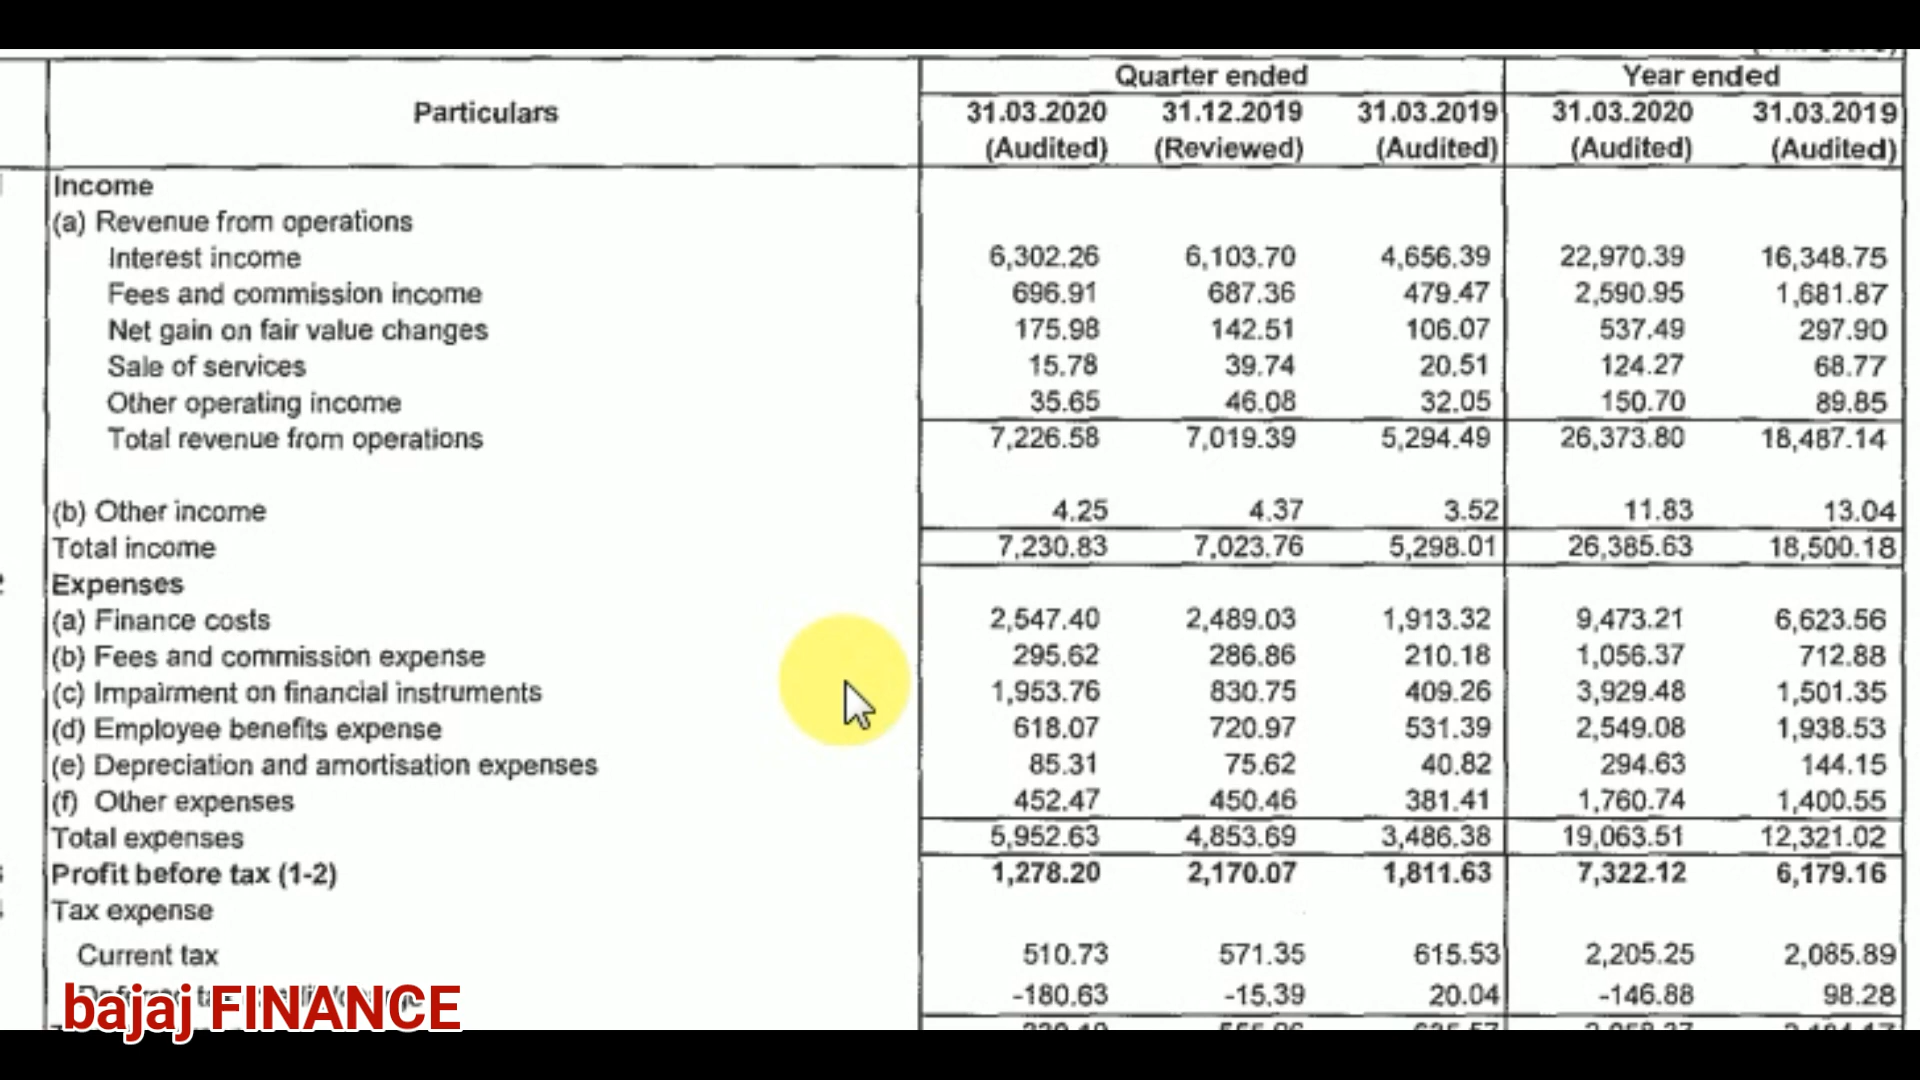 Quarter ended Year ended
Particulars 31.03.2020 31.12.2019 31.03.2019 31.03.2020 31.03.2019
(Audited) (Reviewed) (Audited) (Audited) (Audited)
Income
(a) Revenue from operations
Interest income 6,302.26 6,103.70 4,656.39 22,970.39 16,348.75
Fees and commission income 696.91 687.36 479.47 2,590.95 1,681.87
Net gain on fair value changes 175.98 142.51 106.07 537.49 297.90
Sale of services 15.78 39.74 20.51 124.27 68.77
Other operating income 35.65 46.08 32.05 150.70 89.85
Total revenue from operations 7,226.58 7,019.39 5,294.49 26,373.80 18,487.14
(b) Other income 4.25 4.37 3.52 11.83 13.04
Total income 7,230.83 7,023.76 5,298.01 26,385.63 18,500.18
Expenses
(a) Finance costs 2,547.40 2,489.03 1,913.32 9,473.21 6,623.56
(b) Fees and commission expense 295.62 286.86 210.18 1,056.37 712.88
(c) Impairment on financial instruments 1,953.76 830.75 409.26 3,929.48 1,501.35
(d) Employee benefits expense 618.07 720.97 531.39 2,549.08 1,938.53
(e) Depreciation and amortisation expenses 85.31 75.62 40.82 294.63 144.15
(f) Other expenses 452.47 450.46 381.41 1,760.74 1,400.55
Total expenses 5,952.63 4,853.69 3,486.38 19,063.51 12,321.02
Profit before tax (1-2) 1,278.20 2,170.07 1,811.63 7,322.12 6,179.16
Tax expense
Current tax 510.73 571.35 615.53 2,205.25 2,085.89
-180.63 -15.39 20.04 -146.88 98.28
bajaj FINANCE